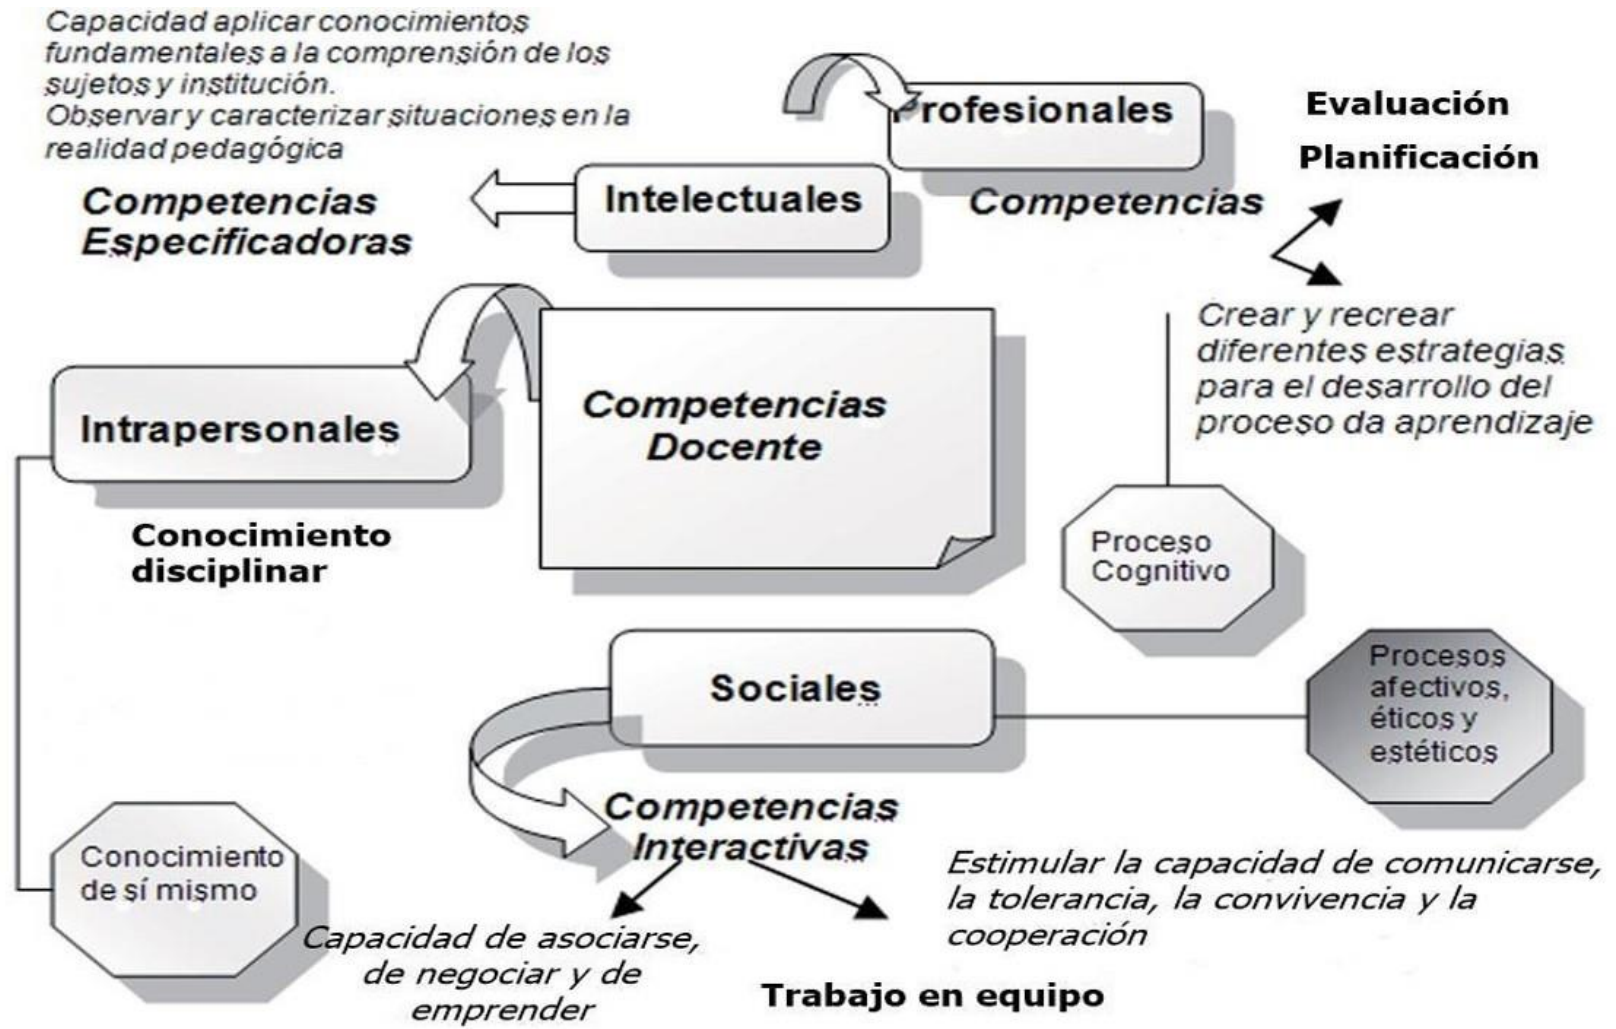 Capacidad aplicar conocimientos
fundamentales a la comprensión de los
sujetos y institución.
Observar y caracterizar situaciones en la
realidad pedagógica
Profesionales
Evaluación
Planificación
Competencias
Especificadoras
Intelectuales
Competencias
Crear y recrear
diferentes estrategias
para el desarrollo del
proceso da aprendizaje
Intrapersonales
Competencias
Docente
Conocimiento
disciplinar
Proceso
Cognitivo
Sociales
Procesos
afectivos,
éticos y
estéticos
Competencias
Interactivas
Conocimiento
de sí mismo
Estimular la capacidad de comunicarse,
la tolerancia, la convivencia y la
cooperación
Capacidad de asociarse,
de negociar y de
emprender
Trabajo en equipo